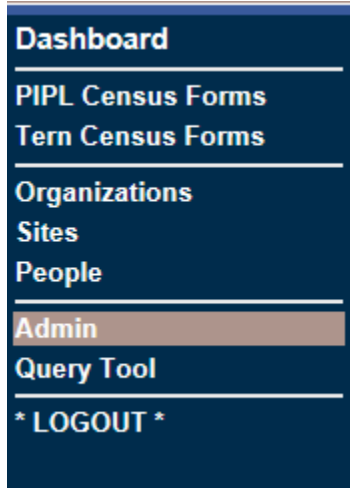 Dashboard
PIPL Census Forms
Tern Census Forms
Organizations
Sites
People
Admin
Query Tool
* LOGOUT *